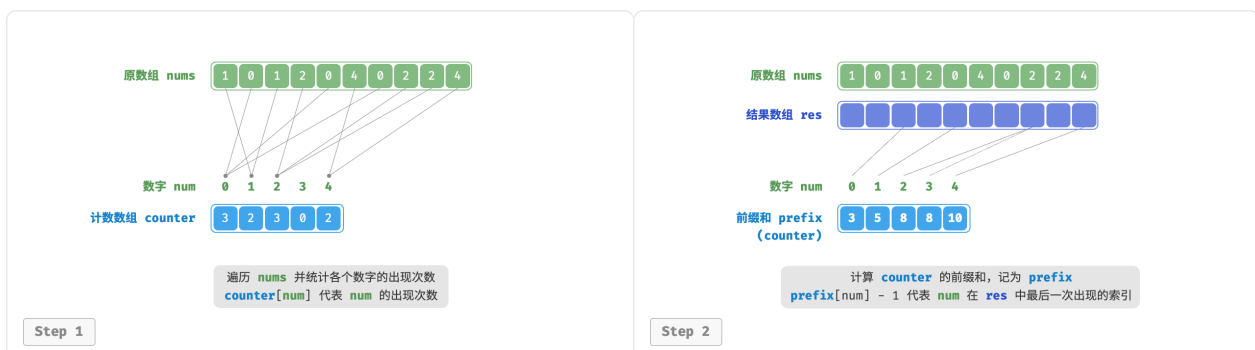 原数组 nums 1 0 1 2 0 4 0 2 2 4
数字 num 0 1 2 3 4
计数数组 counter 3 2 3 0 2
遍历 nums 并统计各个数字的出现次数
counter[num] 代表 num 的出现次数
Step 1
原数组 nums 1 0 1 2 0 4 0 2 2 4
结果数组 res
数字 num 0 1 2 3 4
前缀和 prefix 3 5 8 8 10
(counter)
计算 counter 的前缀和，记为 prefix
prefix[num] - 1 代表 num 在 res 中最后一次出现的索引
Step 2